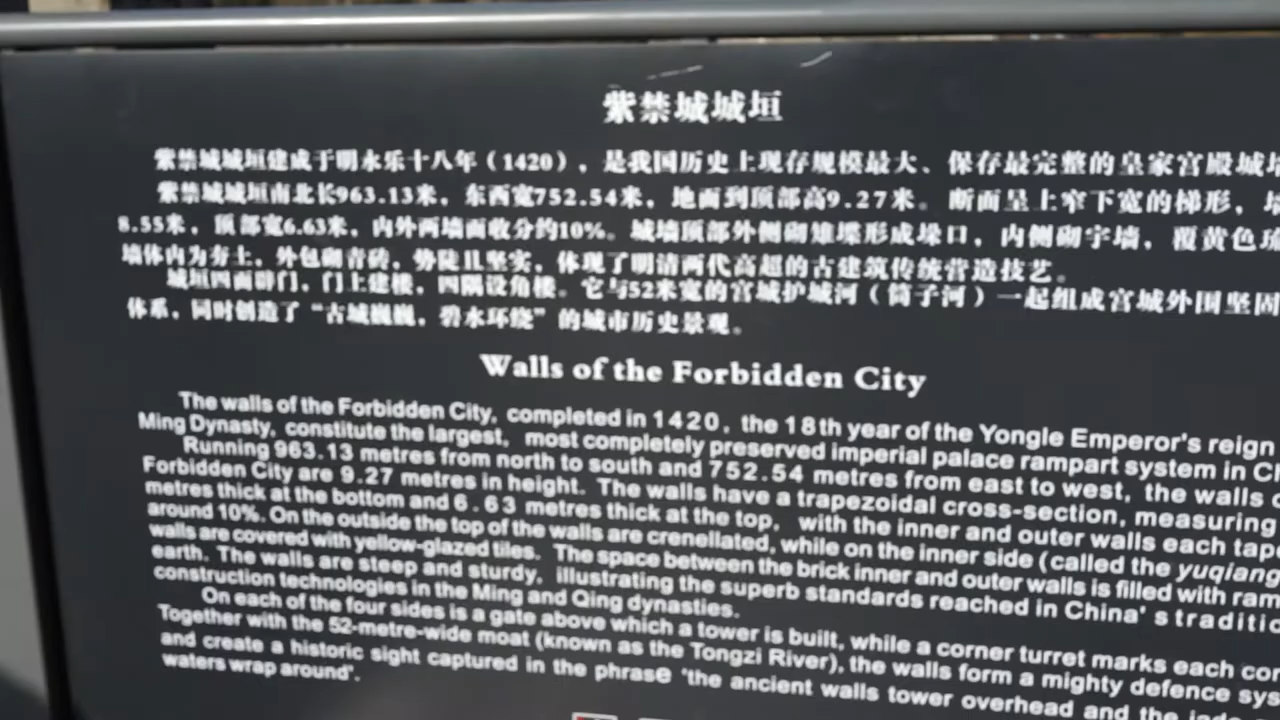 紫禁城城垣
紫禁城城垣建成于明永乐十八年（1420），是我国历史上现存规模最大、保存最完整的皇家宫殿城垣
紫禁城城垣南北长963.13米，东西宽752.54米，地面到顶部高9.27米。断面呈上窄下宽的梯形，墙
8.55米，顶部宽6.63米，内外两墙面收分约10%。城墙顶部外侧砌雉堞形成垛口，内侧砌宇墙，覆黄色琉
墙体内为夯土，外包砌青砖，势陡且坚实，体现了明清两代高超的古建筑传统营造技艺。
城垣四面辟门，门上建楼，四隅设角楼。它与52米宽的宫城护城河（筒子河）一起组成宫城外围坚固
体系，同时创造了“古城巍巍，碧水环绕”的城市历史景观。
Walls of the Forbidden City
The walls of the Forbidden City, completed in 1420, the 18th year of the Yongle Emperor's reign
Ming Dynasty, constitute the largest, most completely preserved imperial palace rampart system in Ch
Running 963.13 metres from north to south and 752.54 metres from east to west, the walls
Forbidden City are 9.27 metres in height. The walls have a trapezoidal cross-section, measuring
metres thick at the bottom and 6.63 metres thick at the top, with the inner and outer walls each tap
around 10%. On the outside the top of the walls are crenellated, while on the inner side (called the yuqiang
walls are covered with yellow-glazed tiles. The space between the brick inner and outer walls is filled with ram
earth. The walls are steep and sturdy, illustrating the superb standards reached in China's traditio
construction technologies in the Ming and Qing dynasties.
On each of the four sides is a gate above which a tower is built, while a corner turret marks each cor
Together with the 52-metre-wide moat (known as the Tongzi River), the walls form a mighty defence sys
and create a historic sight captured in the phrase 'the ancient walls tower overhead and the jade
waters wrap around'.